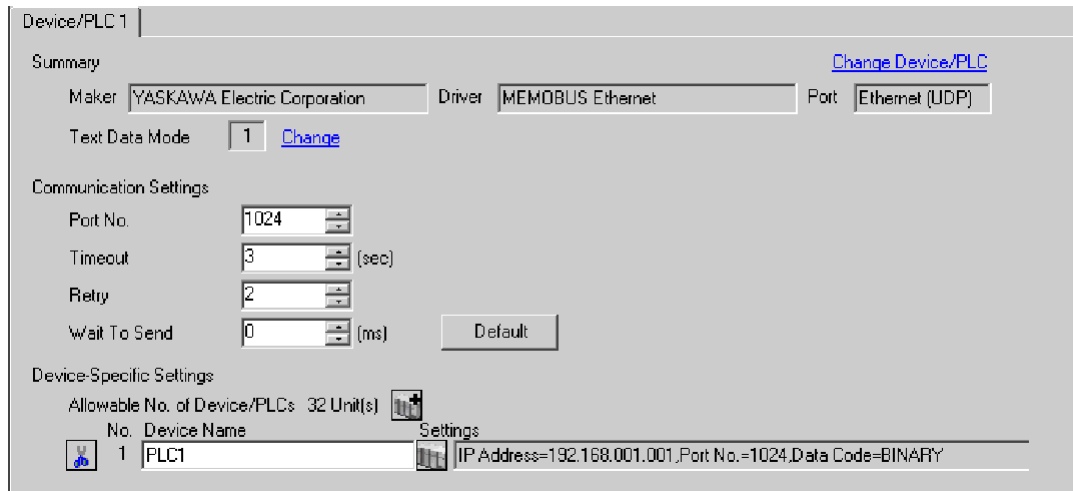 Device/PLC 1
Summary
Change Device/PLC
Maker YASKAWA Electric Corporation Driver MEMOBUS Ethernet Port Ethernet (UDP)
Text Data Mode 1 Change
Communication Settings
Port No. 1024
Timeout 3 (sec)
Retry 2
Wait To Send 0 (ms) Default
Device-Specific Settings
Allowable No. of Device/PLCs 32 Unit(s)
No. Device Name Settings
1 PLC1 IP Address=192.168.001.001,Port No.=1024,Data Code=BINARY